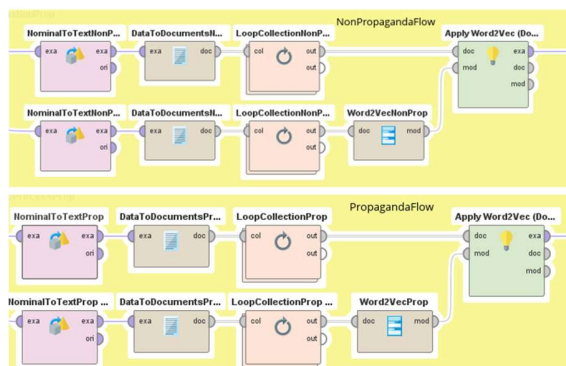 NonPropagandaFlow
NominalToTextNonP... DataToDocumentsN... LoopCollectionNonP... Apply Word2Vec (Do...
exa exa exa doc col out doc exa
ori out mod doc
mod
NominalToTextNonP... DataToDocumentsN... LoopCollectionNonP... Word2VecNonProp
exa exa exa doc col out doc mod
ori out
PropagandaFlow
NominalToTextProp DataToDocumentsPr... LoopCollectionProp Apply Word2Vec (Do...
exa exa exa doc col out doc exa
ori out mod doc
mod
NominalToTextProp ... DataToDocumentsPr... LoopCollectionProp ... Word2VecProp
exa exa exa doc col out doc mod
ori out